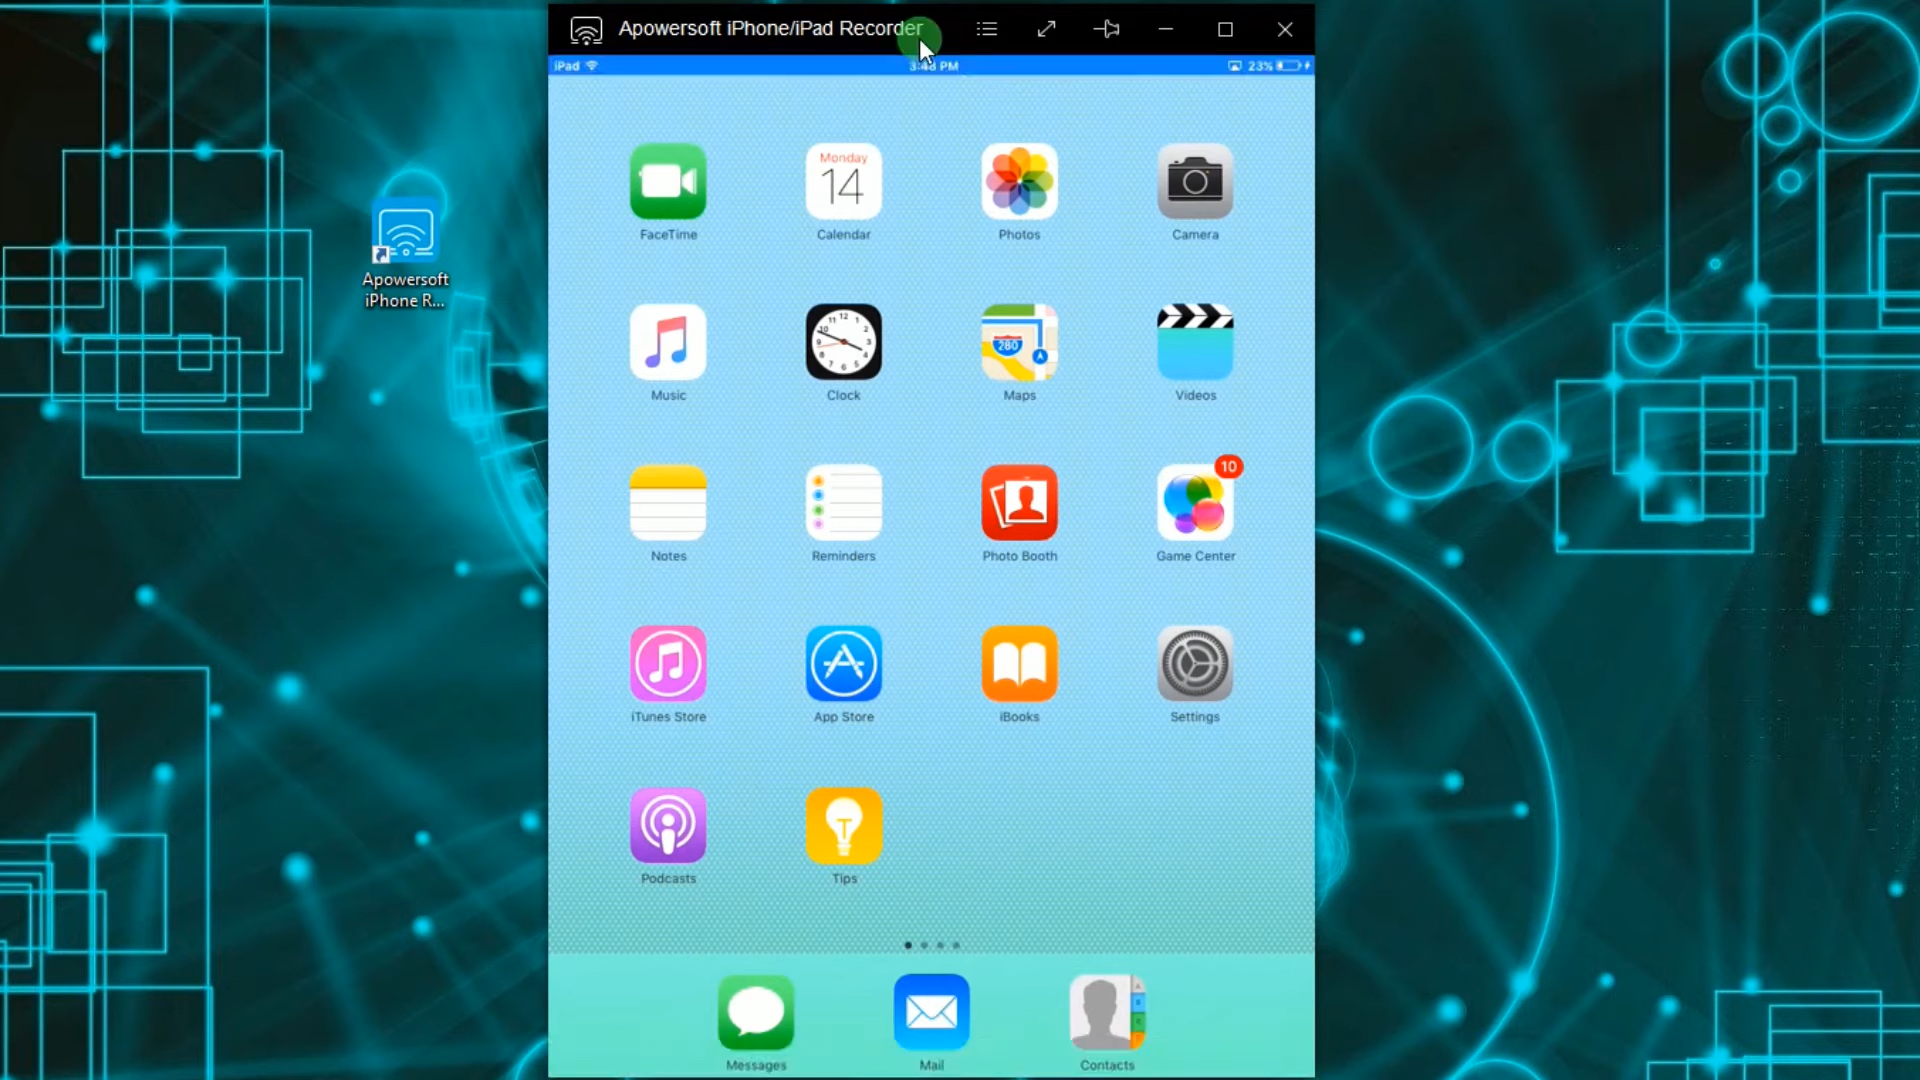 Apowersoft iPhone/iPad Recorder
iPad
3:48 PM
23%
Monday
14
FaceTime
Calendar
Photos
Camera
Apowersoft
iPhone R...
280
Music
Clock
Maps
Videos
10
Notes
Reminders
Photo Booth
Game Center
iTunes Store
App Store
iBooks
Settings
Podcasts
Tips
Messages
Mail
Contacts